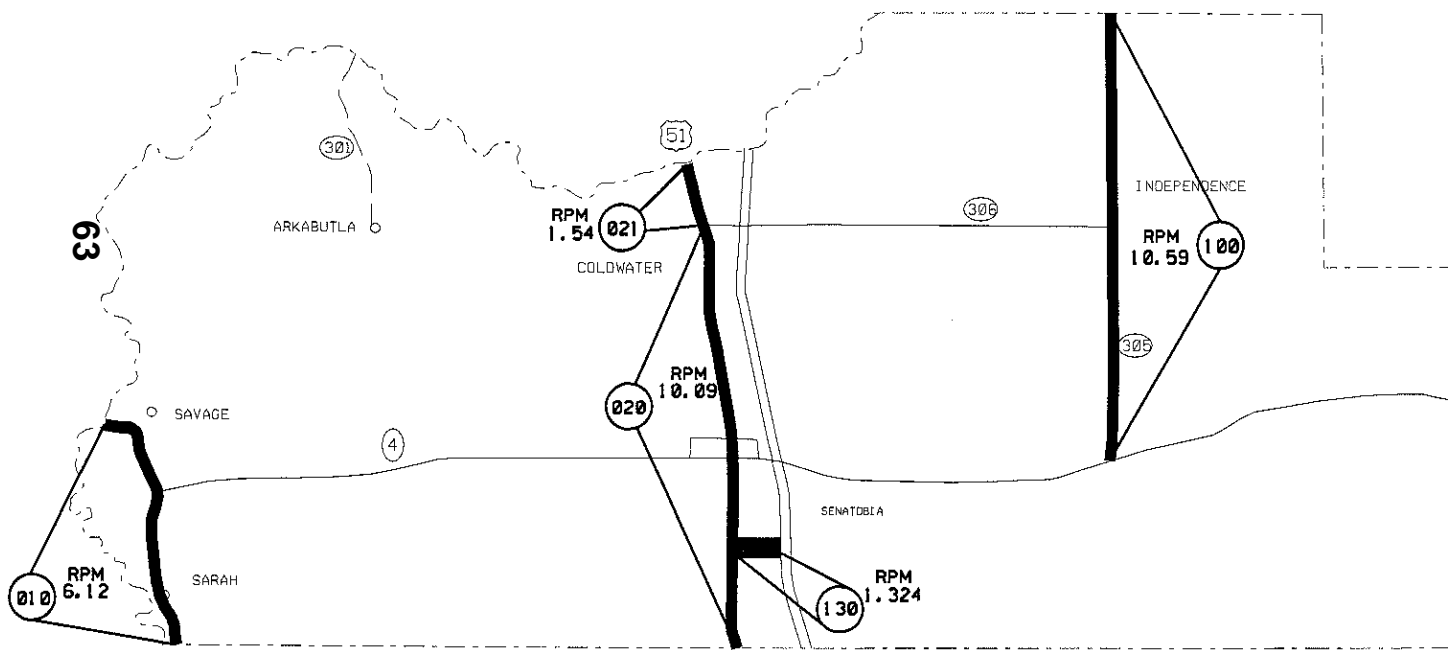 51
301
INDEPENDENCE
63
ARKABUTLA
RPM
1.54
021
306
RPM
10.59
100
COLDWATER
305
RPM
10.09
020
SAVAGE
4
SENATOBIA
RPM
6.12
010
SARAH
RPM
1.324
130